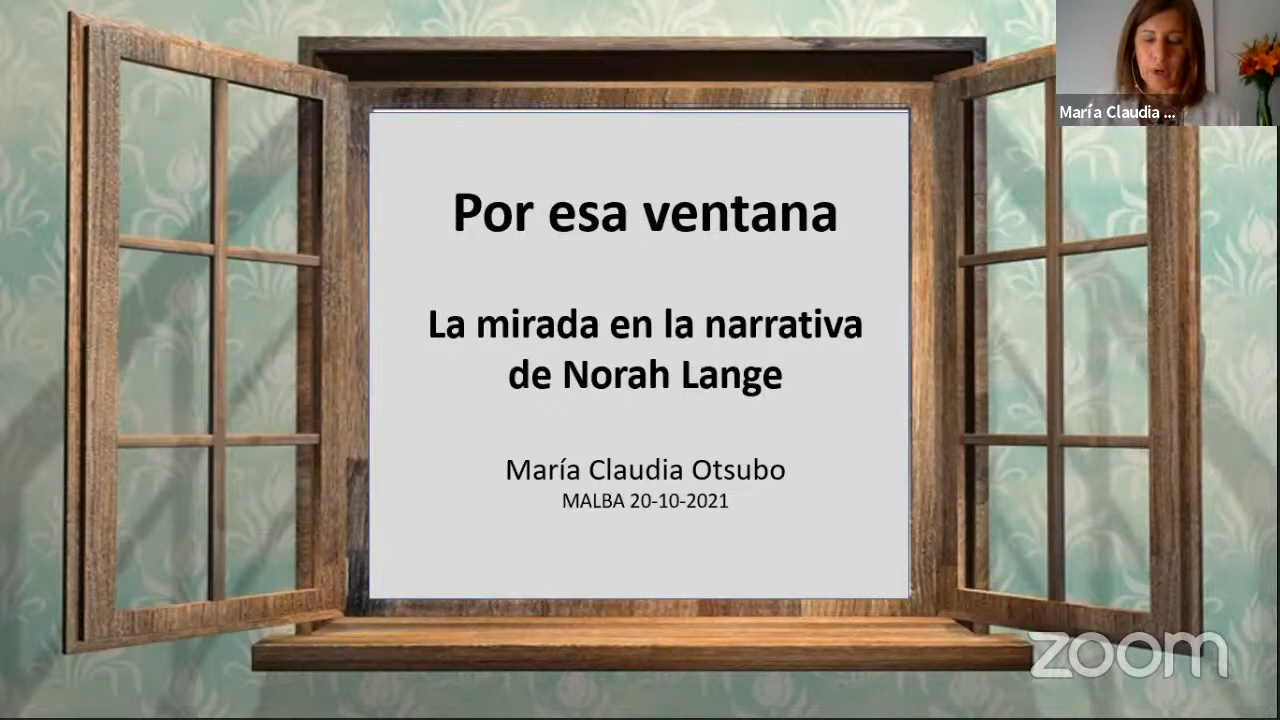 María Claudia ...
Por esa ventana
La mirada en la narrativa
de Norah Lange
María Claudia Otsubo
MALBA 20-10-2021
zoom